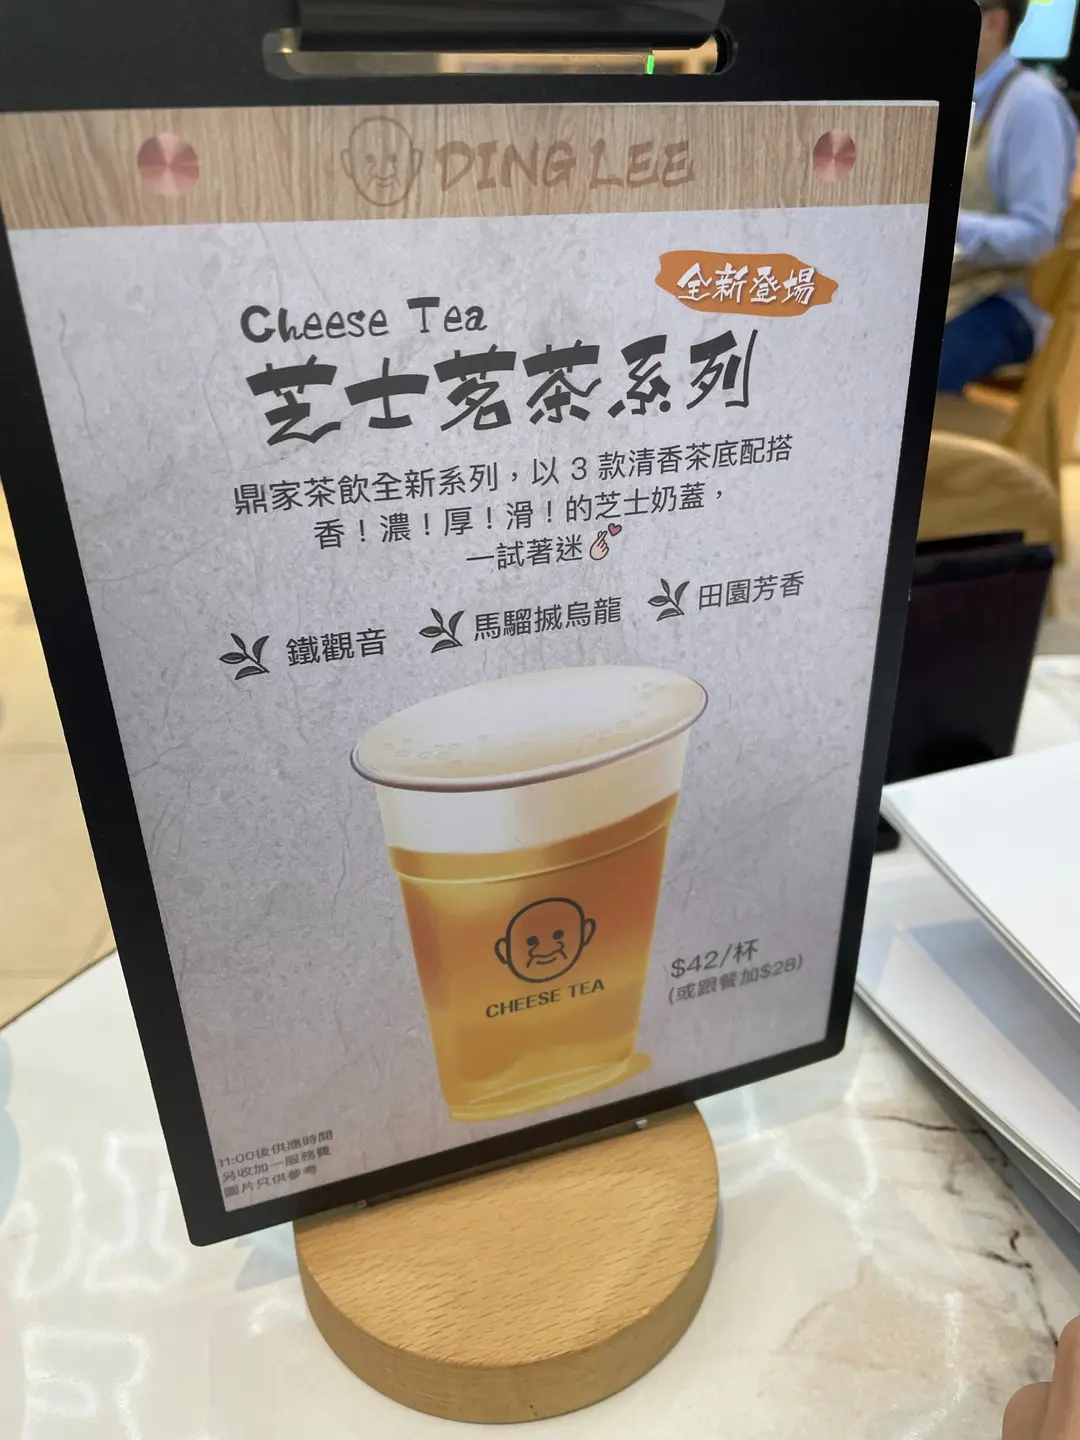 DING LEE
全新登場
Cheese Tea
芝士茗茶系列
鼎家茶飲全新系列，以 3 款清香茶底配搭
香！濃！厚！滑！的芝士奶蓋，
一試著迷
鐵觀音 馬騮搣烏龍 田園芳香
CHEESE TEA
$42/杯
(或跟餐加$28)
11:00後供應時間
另收加一服務費
圖片只供參考